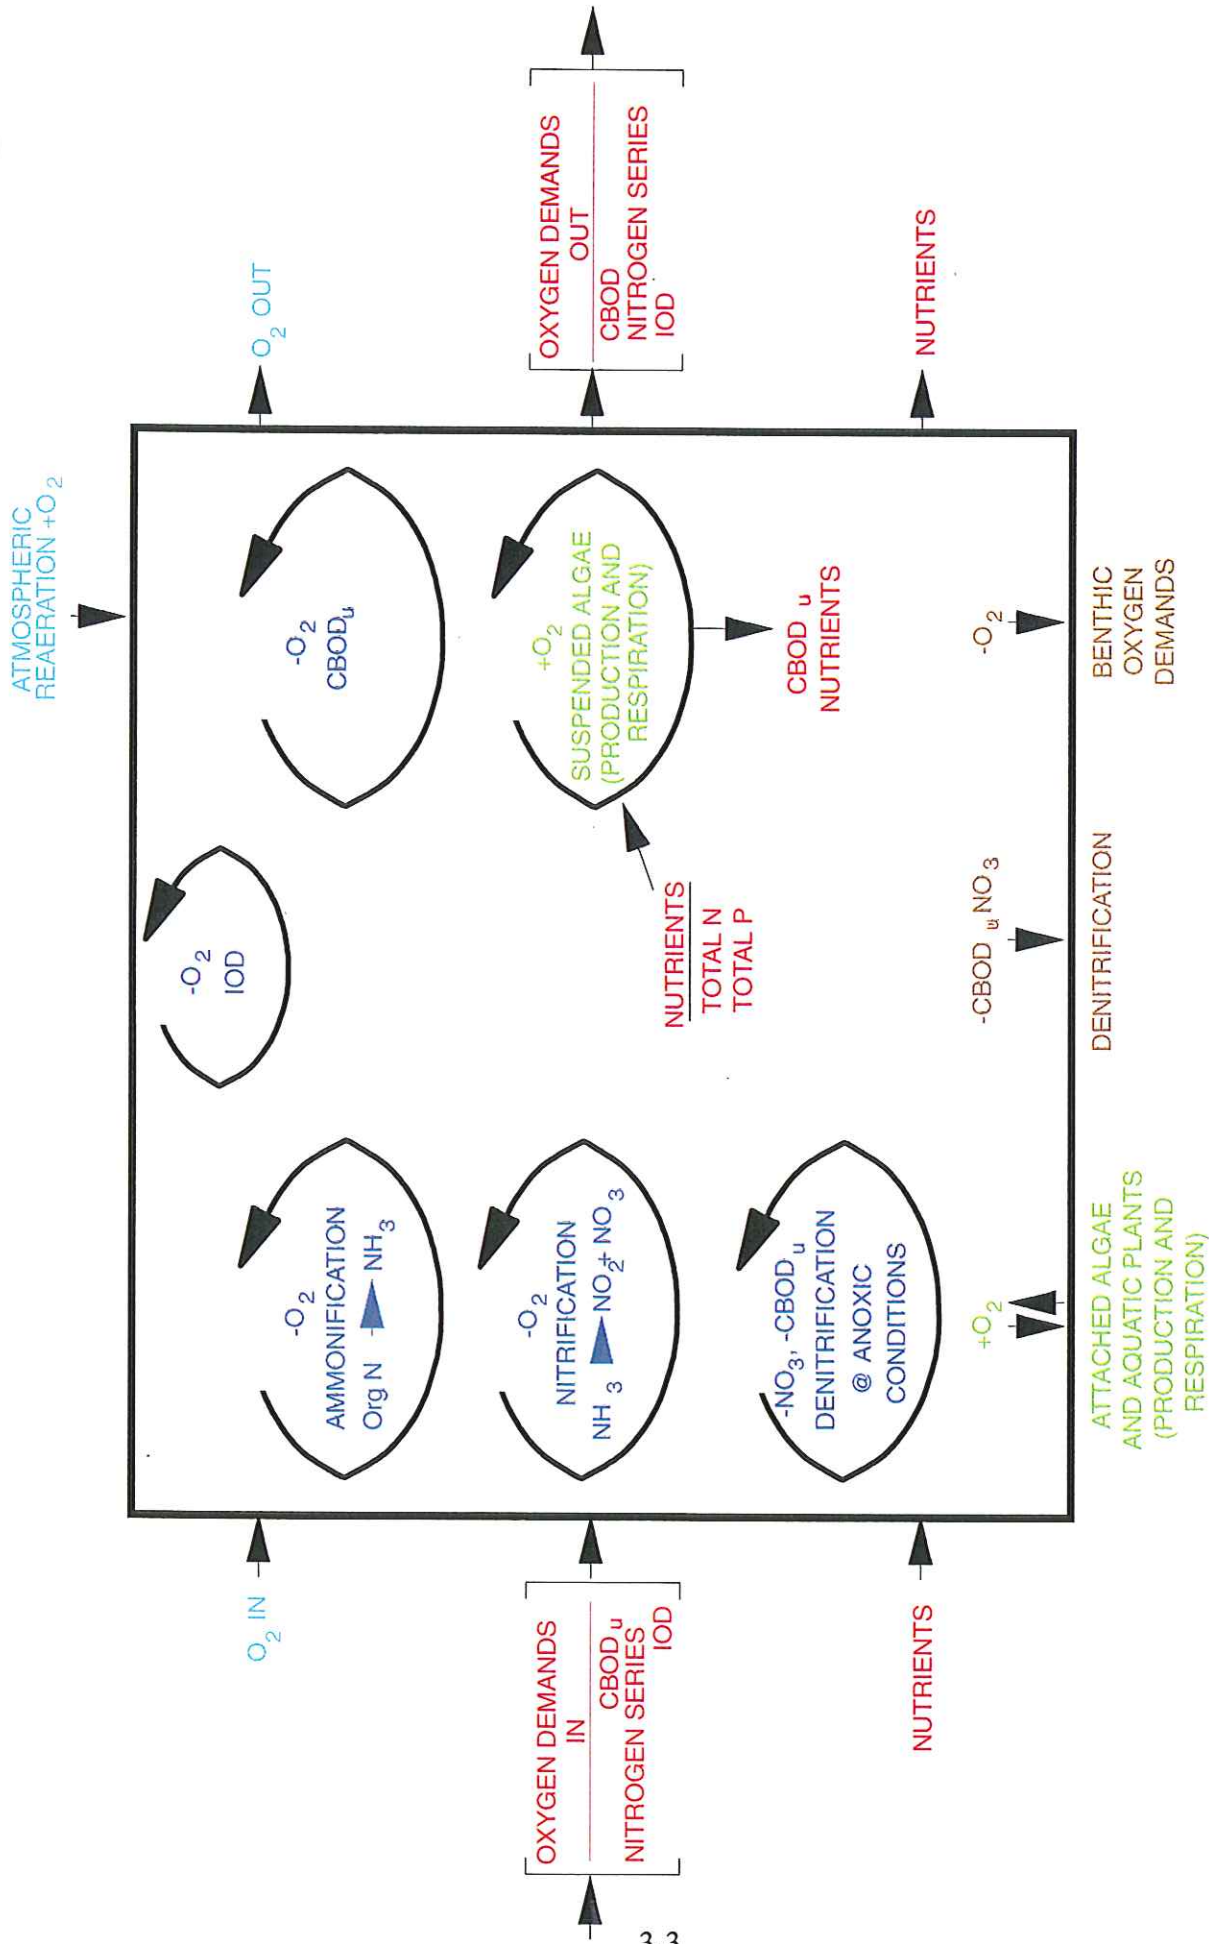 ATMOSPHERIC
REAERATION +O2
O2 IN
O2 OUT
-O2
IOD
-O2
AMMONIFICATION
Org N NH3
-O2
CBODu
OXYGEN DEMANDS
IN
CBODu
NITROGEN SERIES
IOD
-O2
NITRIFICATION
NH3 NO2+ NO3
+O2
SUSPENDED ALGAE
(PRODUCTION AND
RESPIRATION)
OXYGEN DEMANDS
OUT
CBOD
NITROGEN SERIES
IOD
NUTRIENTS
TOTAL N
TOTAL P
CBODu
NUTRIENTS
-NO3, -CBODu
DENITRIFICATION
@ ANOXIC
CONDITIONS
NUTRIENTS
NUTRIENTS
+O2
-CBODu NO3
-O2
ATTACHED ALGAE
AND AQUATIC PLANTS
(PRODUCTION AND
RESPIRATION)
DENITRIFICATION
BENTHIC
OXYGEN
DEMANDS
3-3